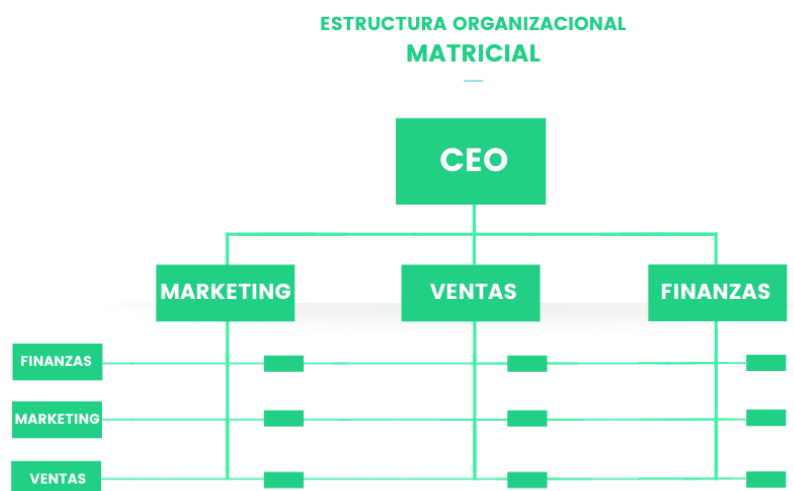 ESTRUCTURA ORGANIZACIONAL
MATRICIAL
CEO
MARKETING
VENTAS
FINANZAS
FINANZAS
MARKETING
VENTAS